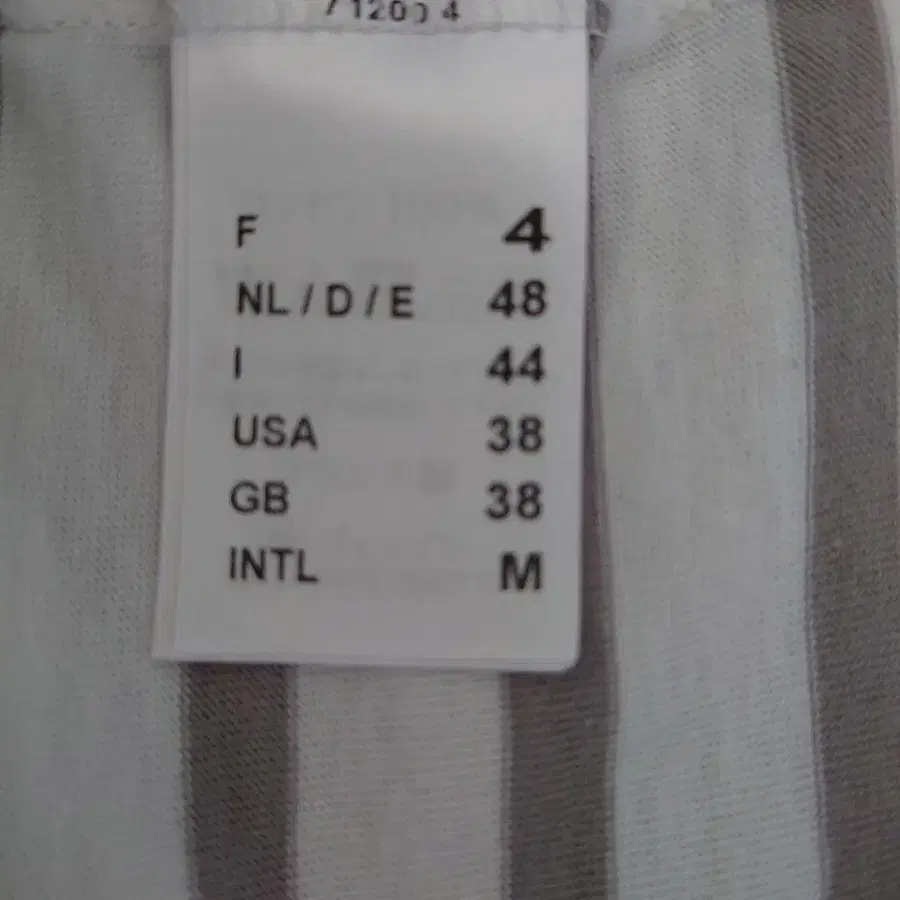 F 4
NL / D / E 48
I 44
USA 38
GB 38
INTL M